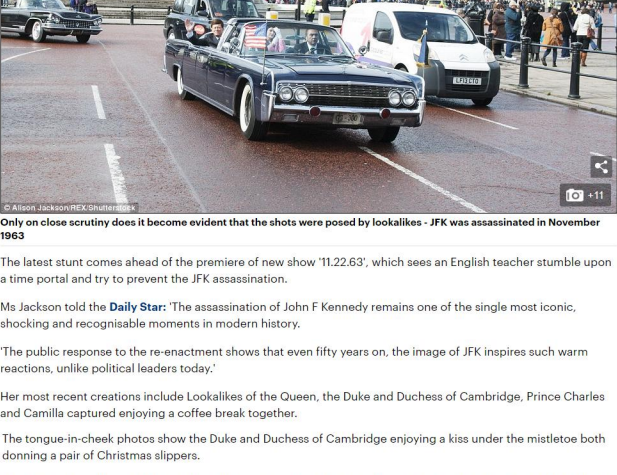 LF13 CTO
© Alison Jackson/REX/Shutterstock
+11
Only on close scrutiny does it become evident that the shots were posed by lookalikes - JFK was assassinated in November
1963
The latest stunt comes ahead of the premiere of new show '11.22.63', which sees an English teacher stumble upon
a time portal and try to prevent the JFK assassination.
Ms Jackson told the Daily Star: 'The assassination of John F Kennedy remains one of the single most iconic,
shocking and recognisable moments in modern history.
'The public response to the re-enactment shows that even fifty years on, the image of JFK inspires such warm
reactions, unlike political leaders today.'
Her most recent creations include Lookalikes of the Queen, the Duke and Duchess of Cambridge, Prince Charles
and Camilla captured enjoying a coffee break together.
The tongue-in-cheek photos show the Duke and Duchess of Cambridge enjoying a kiss under the mistletoe both
donning a pair of Christmas slippers.